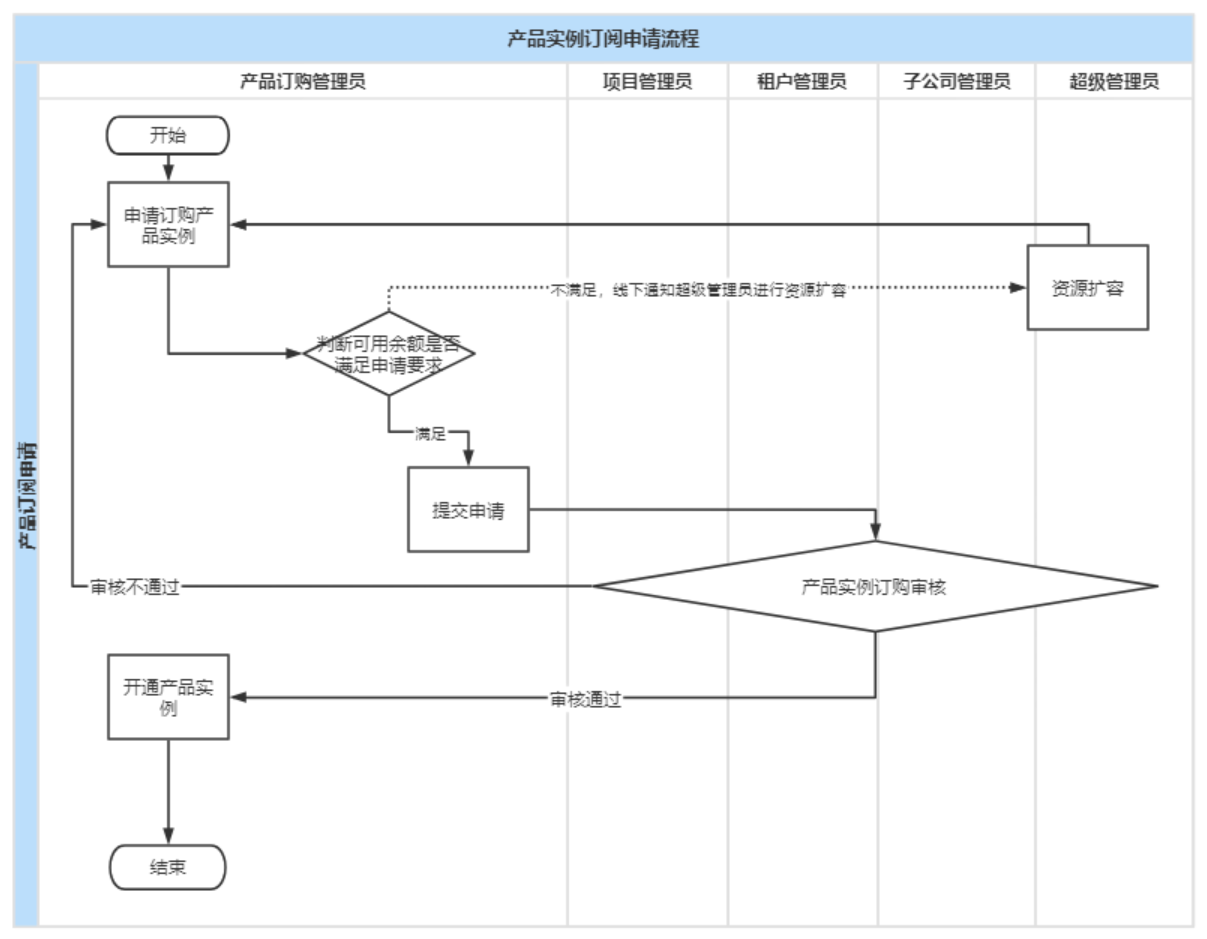 产品实例订阅申请流程
产品订购管理员
项目管理员
租户管理员
子公司管理员
超级管理员
产品订阅申请
开始
申请订购产
品实例
不满足，线下通知超级管理员进行资源扩容
资源扩容
判断可用余额是否
满足申请要求
满足
提交申请
审核不通过
产品实例订购审核
开通产品实
例
审核通过
结束